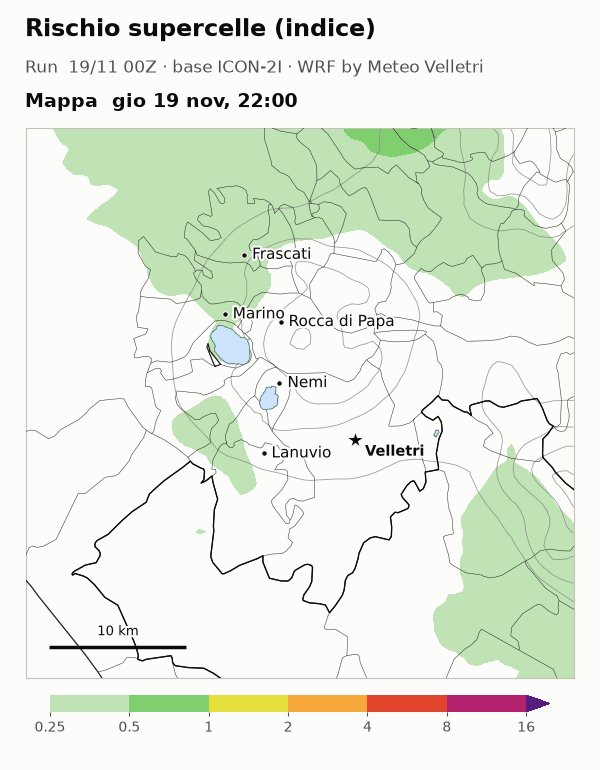 Rischio supercelle (indice)
Run  19/11 00Z · base ICON-2I · WRF by Meteo Velletri
Mappa  gio 19 nov, 22:00
Frascati
Marino
Rocca di Papa
Nemi
Velletri
Lanuvio
10 km
0.25 0.5 1 2 4 8 16